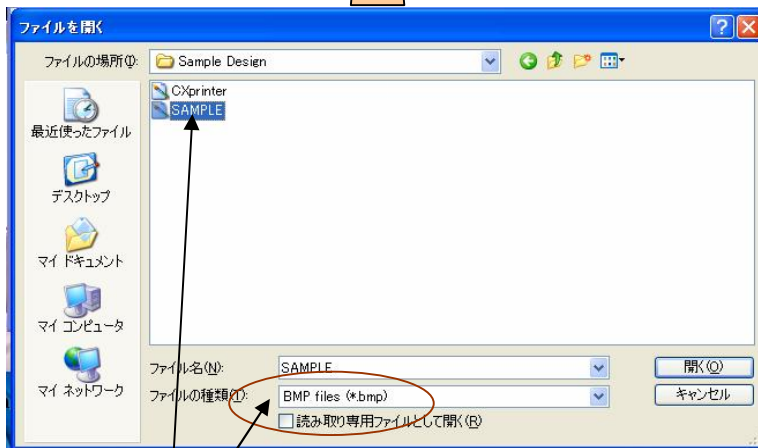 ファイルを開く
ファイルの場所(I):
Sample Design
CXprinter
SAMPLE
最近使ったファイル
デスクトップ
マイ ドキュメント
マイ コンピュータ
マイ ネットワーク
ファイル名(N):
SAMPLE
開く(O)
ファイルの種類(T):
BMP files (*.bmp)
キャンセル
読み取り専用ファイルとして開く(R)